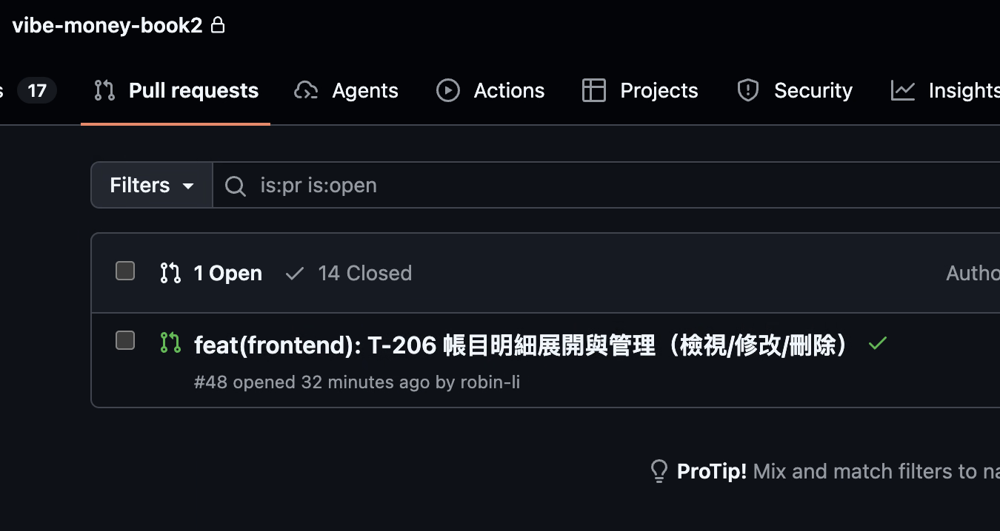 vibe-money-book2
s 17 Pull requests Agents Actions Projects Security Insights
Filters is:pr is:open
1 Open 14 Closed Autho
feat(frontend): T-206 帳目明細展開與管理（檢視/修改/刪除）
#48 opened 32 minutes ago by robin-li
ProTip! Mix and match filters to na